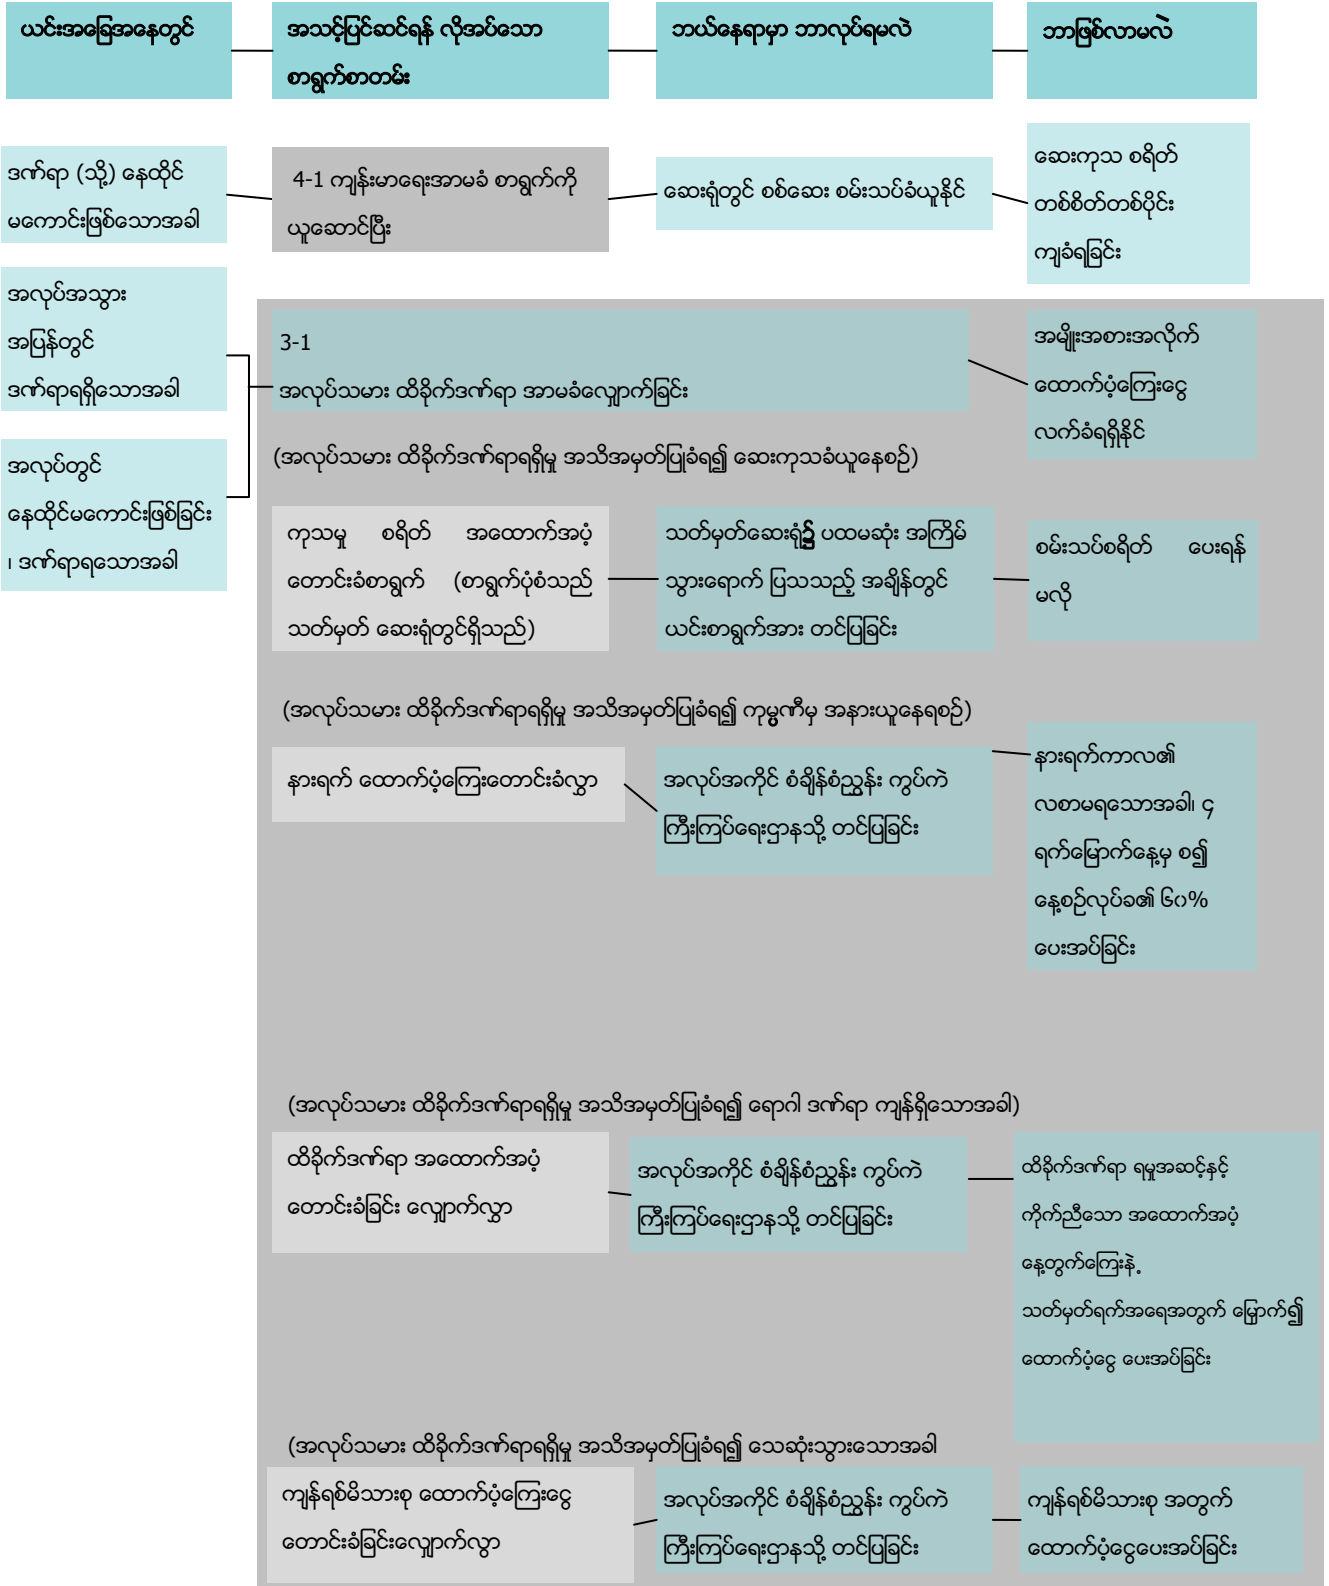 ယင်းအခြေအနေတွင်
အသင့်ပြင်ဆင်ရန် လိုအပ်သော
စာရွက်စာတမ်း
ဘယ်နေရာမှာ ဘာလုပ်ရမလဲ
ဘာဖြစ်လာမလဲ
ဒဏ်ရာ (သို့) နေထိုင်
မကောင်းဖြစ်သောအခါ
4-1 ကျန်းမာရေးအာမခံ စာရွက်ကို
ယူဆောင်ပြီး
ဆေးရုံတွင် စစ်ဆေး စမ်းသပ်ခံယူနိုင်
ဆေးကုသ စရိတ်
တစ်စိတ်တစ်ပိုင်း
ကျခံရခြင်း
အလုပ်အသွား
အပြန်တွင်
ဒဏ်ရာရရှိသောအခါ
အလုပ်တွင်
နေထိုင်မကောင်းဖြစ်ခြင်း
၊ ဒဏ်ရာရသောအခါ
3-1
အလုပ်သမား ထိခိုက်ဒဏ်ရာ အာမခံလျှောက်ခြင်း
အမျိုးအစားအလိုက်
ထောက်ပံ့ကြေးငွေ
လက်ခံရရှိနိုင်
(အလုပ်သမား ထိခိုက်ဒဏ်ရာရရှိမှု အသိအမှတ်ပြုခံရ၍ ဆေးကုသခံယူနေစဉ်)
ကုသမှု စရိတ် အထောက်အပံ့
တောင်းခံစာရွက် (စာရွက်ပုံစံသည်
သတ်မှတ် ဆေးရုံတွင်ရှိသည်)
သတ်မှတ်ဆေးရုံ၌ ပထမဆုံး အကြိမ်
သွားရောက် ပြသသည့် အချိန်တွင်
ယင်းစာရွက်အား တင်ပြခြင်း
စမ်းသပ်စရိတ် ပေးရန်
မလို
(အလုပ်သမား ထိခိုက်ဒဏ်ရာရရှိမှု အသိအမှတ်ပြုခံရ၍ ကုမ္ပဏီမှ အနားယူနေရစဉ်)
နားရက် ထောက်ပံ့ကြေးတောင်းခံလွှာ
အလုပ်အကိုင် စံချိန်စံညွှန်း ကွပ်ကဲ
ကြီးကြပ်ရေးဌာနသို့ တင်ပြခြင်း
နားရက်ကာလ၏
လစာမရသောအခါ၊ ၄
ရက်မြောက်နေ့မှ စ၍
နေ့စဉ်လုပ်ခ၏ ၆၀%
ပေးအပ်ခြင်း
(အလုပ်သမား ထိခိုက်ဒဏ်ရာရရှိမှု အသိအမှတ်ပြုခံရ၍ ရောဂါ ဒဏ်ရာ ကျန်ရှိသောအခါ)
ထိခိုက်ဒဏ်ရာ အထောက်အပံ့
တောင်းခံခြင်း လျှောက်လွှာ
အလုပ်အကိုင် စံချိန်စံညွှန်း ကွပ်ကဲ
ကြီးကြပ်ရေးဌာနသို့ တင်ပြခြင်း
ထိခိုက်ဒဏ်ရာ ရမှုအဆင့်နှင့်
ကိုက်ညီသော အထောက်အပံ့
နေ့တွက်ကြေးနဲ့
သတ်မှတ်ရက်အရေအတွက် မြှောက်၍
ထောက်ပံ့ငွေ ပေးအပ်ခြင်း
(အလုပ်သမား ထိခိုက်ဒဏ်ရာရရှိမှု အသိအမှတ်ပြုခံရ၍ သေဆုံးသွားသောအခါ
ကျန်ရစ်မိသားစု ထောက်ပံ့ကြေးငွေ
တောင်းခံခြင်းလျှောက်လွှာ
အလုပ်အကိုင် စံချိန်စံညွှန်း ကွပ်ကဲ
ကြီးကြပ်ရေးဌာနသို့ တင်ပြခြင်း
ကျန်ရစ်မိသားစု အတွက်
ထောက်ပံ့ငွေပေးအပ်ခြင်း